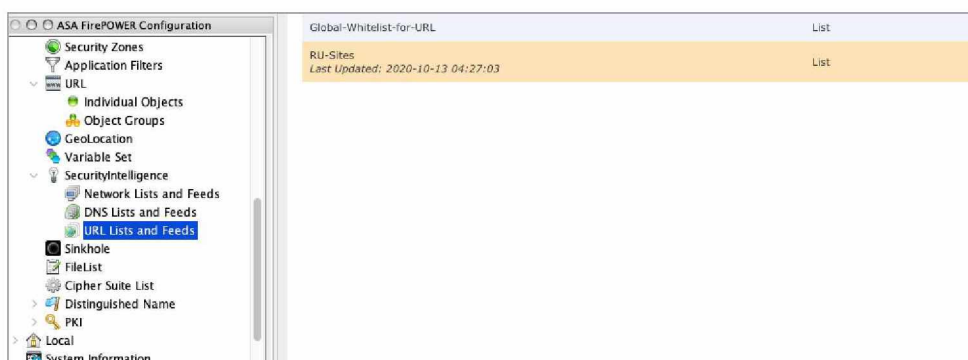 ASA FirePOWER Configuration
Security Zones
Application Filters
URL
Individual Objects
Object Groups
GeoLocation
Variable Set
SecurityIntelligence
Network Lists and Feeds
DNS Lists and Feeds
URL Lists and Feeds
Sinkhole
FileList
Cipher Suite List
Distinguished Name
PKI
Local
System Information
Global-Whitelist-for-URL List
RU-Sites List
Last Updated: 2020-10-13 04:27:03